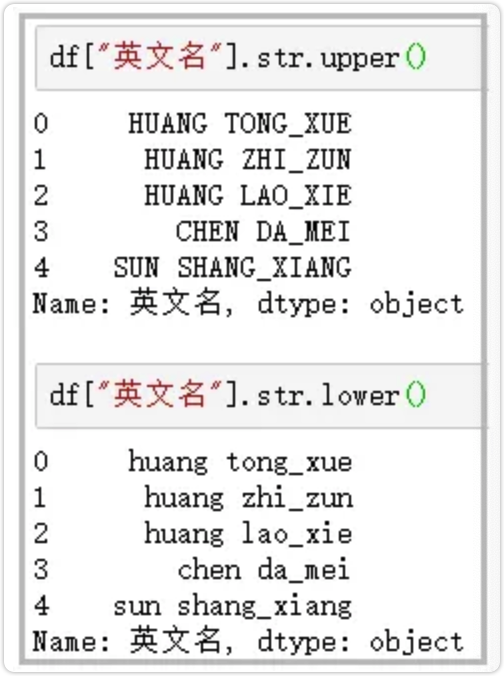 df["英文名"].str.upper()
0      HUANG TONG_XUE
1       HUANG ZHI_ZUN
2       HUANG LAO_XIE
3         CHEN DA_MEI
4     SUN SHANG_XIANG
Name: 英文名, dtype: object
df["英文名"].str.lower()
0      huang tong_xue
1       huang zhi_zun
2       huang lao_xie
3         chen da_mei
4     sun shang_xiang
Name: 英文名, dtype: object